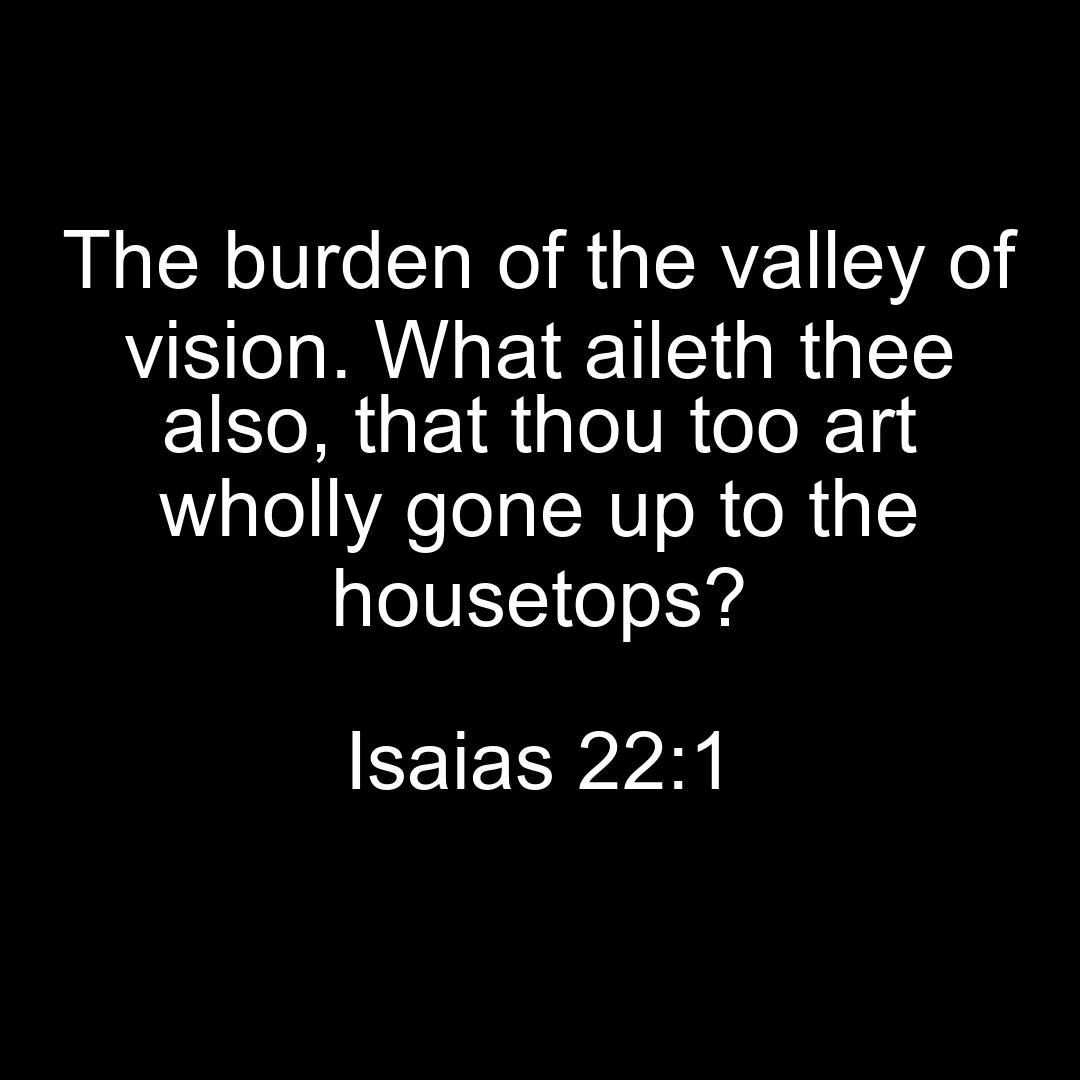 The burden of the valley of
vision. What aileth thee
also, that thou too art
wholly gone up to the
housetops?
Isaias 22:1